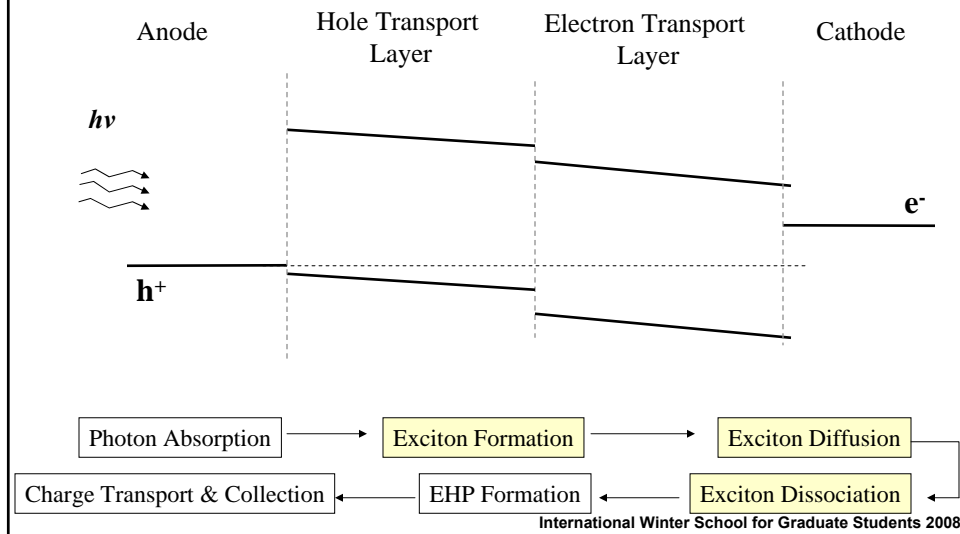 Anode
Hole Transport
Layer
Electron Transport
Layer
Cathode
hν
e-
h+
Photon Absorption
Exciton Formation
Exciton Diffusion
Charge Transport & Collection
EHP Formation
Exciton Dissociation
International Winter School for Graduate Students 2008